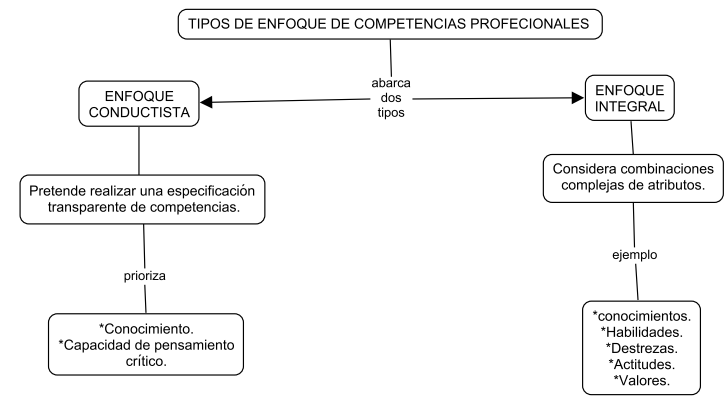 TIPOS DE ENFOQUE DE COMPETENCIAS PROFECIONALES
abarca
dos
tipos
ENFOQUE
CONDUCTISTA
ENFOQUE
INTEGRAL
Pretende realizar una especificación
transparente de competencias.
Considera combinaciones
complejas de atributos.
prioriza
ejemplo
*Conocimiento.
*Capacidad de pensamiento
crítico.
*conocimientos.
*Habilidades.
*Destrezas.
*Actitudes.
*Valores.